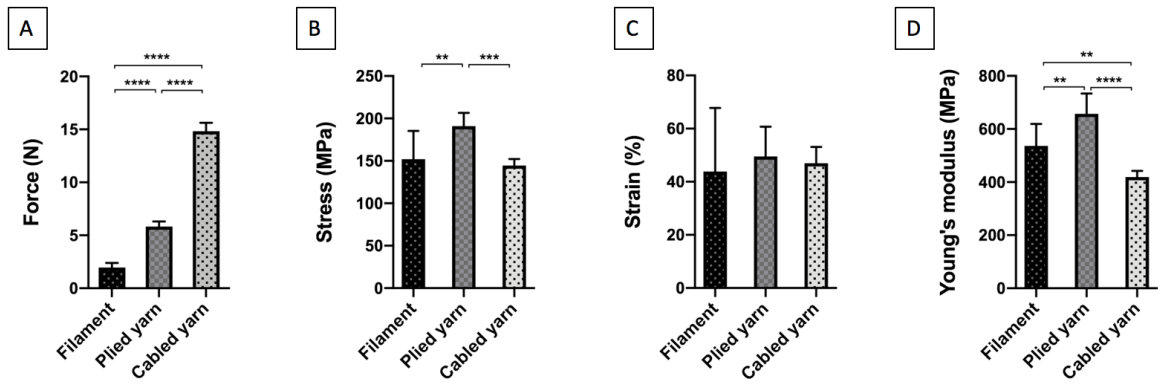 A
Force (N)
20
15
10
5
0
****
****
****
Filament
Plied yarn
Cabled yarn
B
Stress (MPa)
250
200
150
100
50
0
**
***
Filament
Plied yarn
Cabled yarn
C
Strain (%)
80
60
40
20
0
Filament
Plied yarn
Cabled yarn
D
Young's modulus (MPa)
800
600
400
200
0
**
**
****
Filament
Plied yarn
Cabled yarn